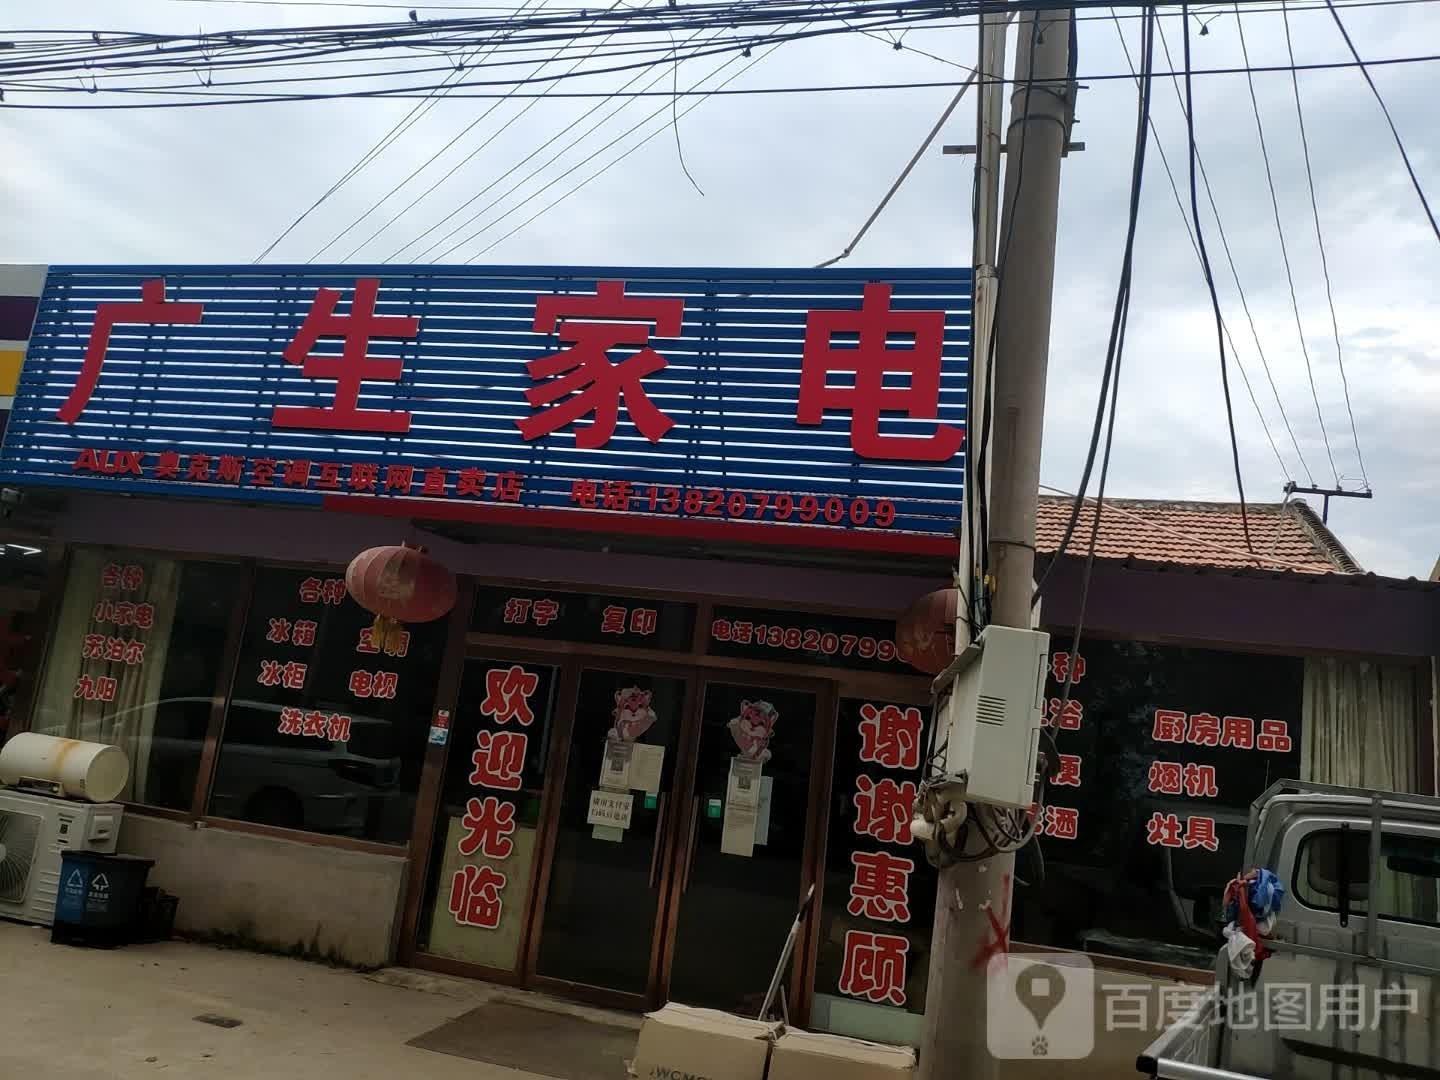 广生家电
AUX 奥克斯空调互联网直卖店 电话:13820799009
各种
小家电
苏泊尔
九阳
各种
冰箱 空调
冰柜 电视
洗衣机
打字 复印
电话13820799
欢迎光临
谢谢惠顾
种
浴
便
洒
厨房用品
烟机
灶具
百度地图用户